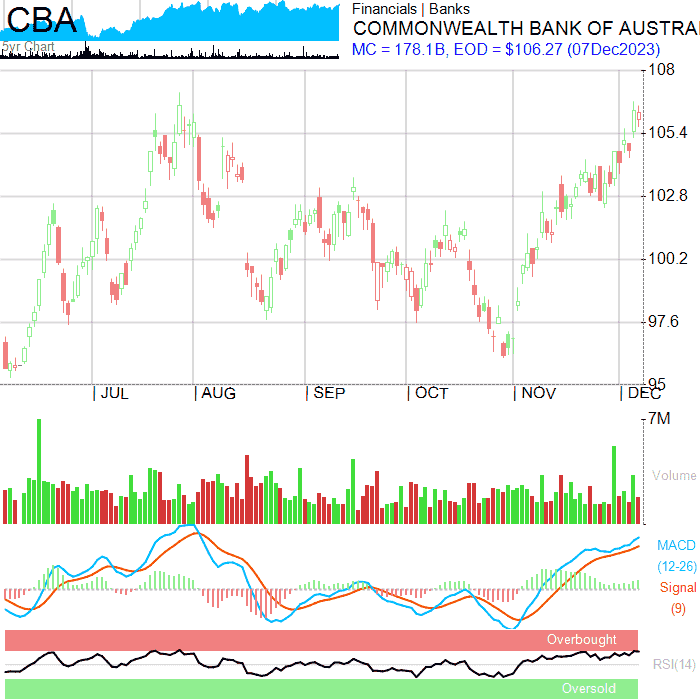 CBA
5yr Chart
Financials | Banks
COMMONWEALTH BANK OF AUSTRA
MC = 178.1B, EOD = $106.27 (07Dec2023)
108
105.4
102.8
100.2
97.6
95
JUL AUG SEP OCT NOV DEC
7M
Volume
MACD
(12-26)
Signal
(9)
Overbought
RSI(14)
Oversold